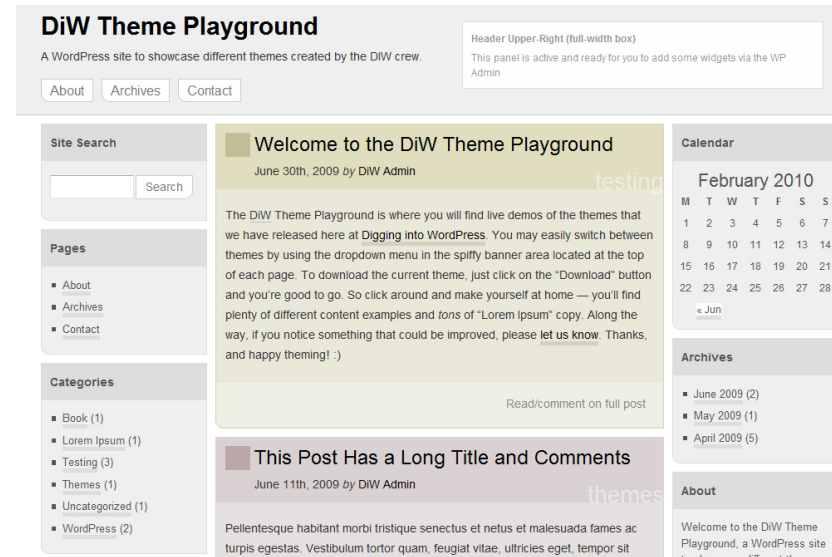 DiW Theme Playground
A WordPress site to showcase different themes created by the DIW crew.
About Archives Contact
Header Upper-Right (full-width box)
This panel is active and ready for you to add some widgets via the WP
Admin
Site Search
Search
Pages
About
Archives
Contact
Categories
Book (1)
Lorem Ipsum (1)
Testing (3)
Themes (1)
Uncategorized (1)
WordPress (2)
Welcome to the DiW Theme Playground
June 30th, 2009 by DiW Admin
testing
The DiW Theme Playground is where you will find live demos of the themes that
we have released here at Digging into WordPress. You may easily switch between
themes by using the dropdown menu in the spiffy banner area located at the top
of each page. To download the current theme, just click on the “Download” button
and you’re good to go. So click around and make yourself at home — you’ll find
plenty of different content examples and tons of “Lorem Ipsum” copy. Along the
way, if you notice something that could be improved, please let us know. Thanks,
and happy theming! :)
Read/comment on full post
This Post Has a Long Title and Comments
June 11th, 2009 by DiW Admin
themes
Pellentesque habitant morbi tristique senectus et netus et malesuada fames ac
turpis egestas. Vestibulum tortor quam, feugiat vitae, ultricies eget, tempor sit
Calendar
February 2010
M T W T F S S
1 2 3 4 5 6 7
8 9 10 11 12 13 14
15 16 17 18 19 20 21
22 23 24 25 26 27 28
« Jun
Archives
June 2009 (2)
May 2009 (1)
April 2009 (5)
About
Welcome to the DiW Theme
Playground, a WordPress site